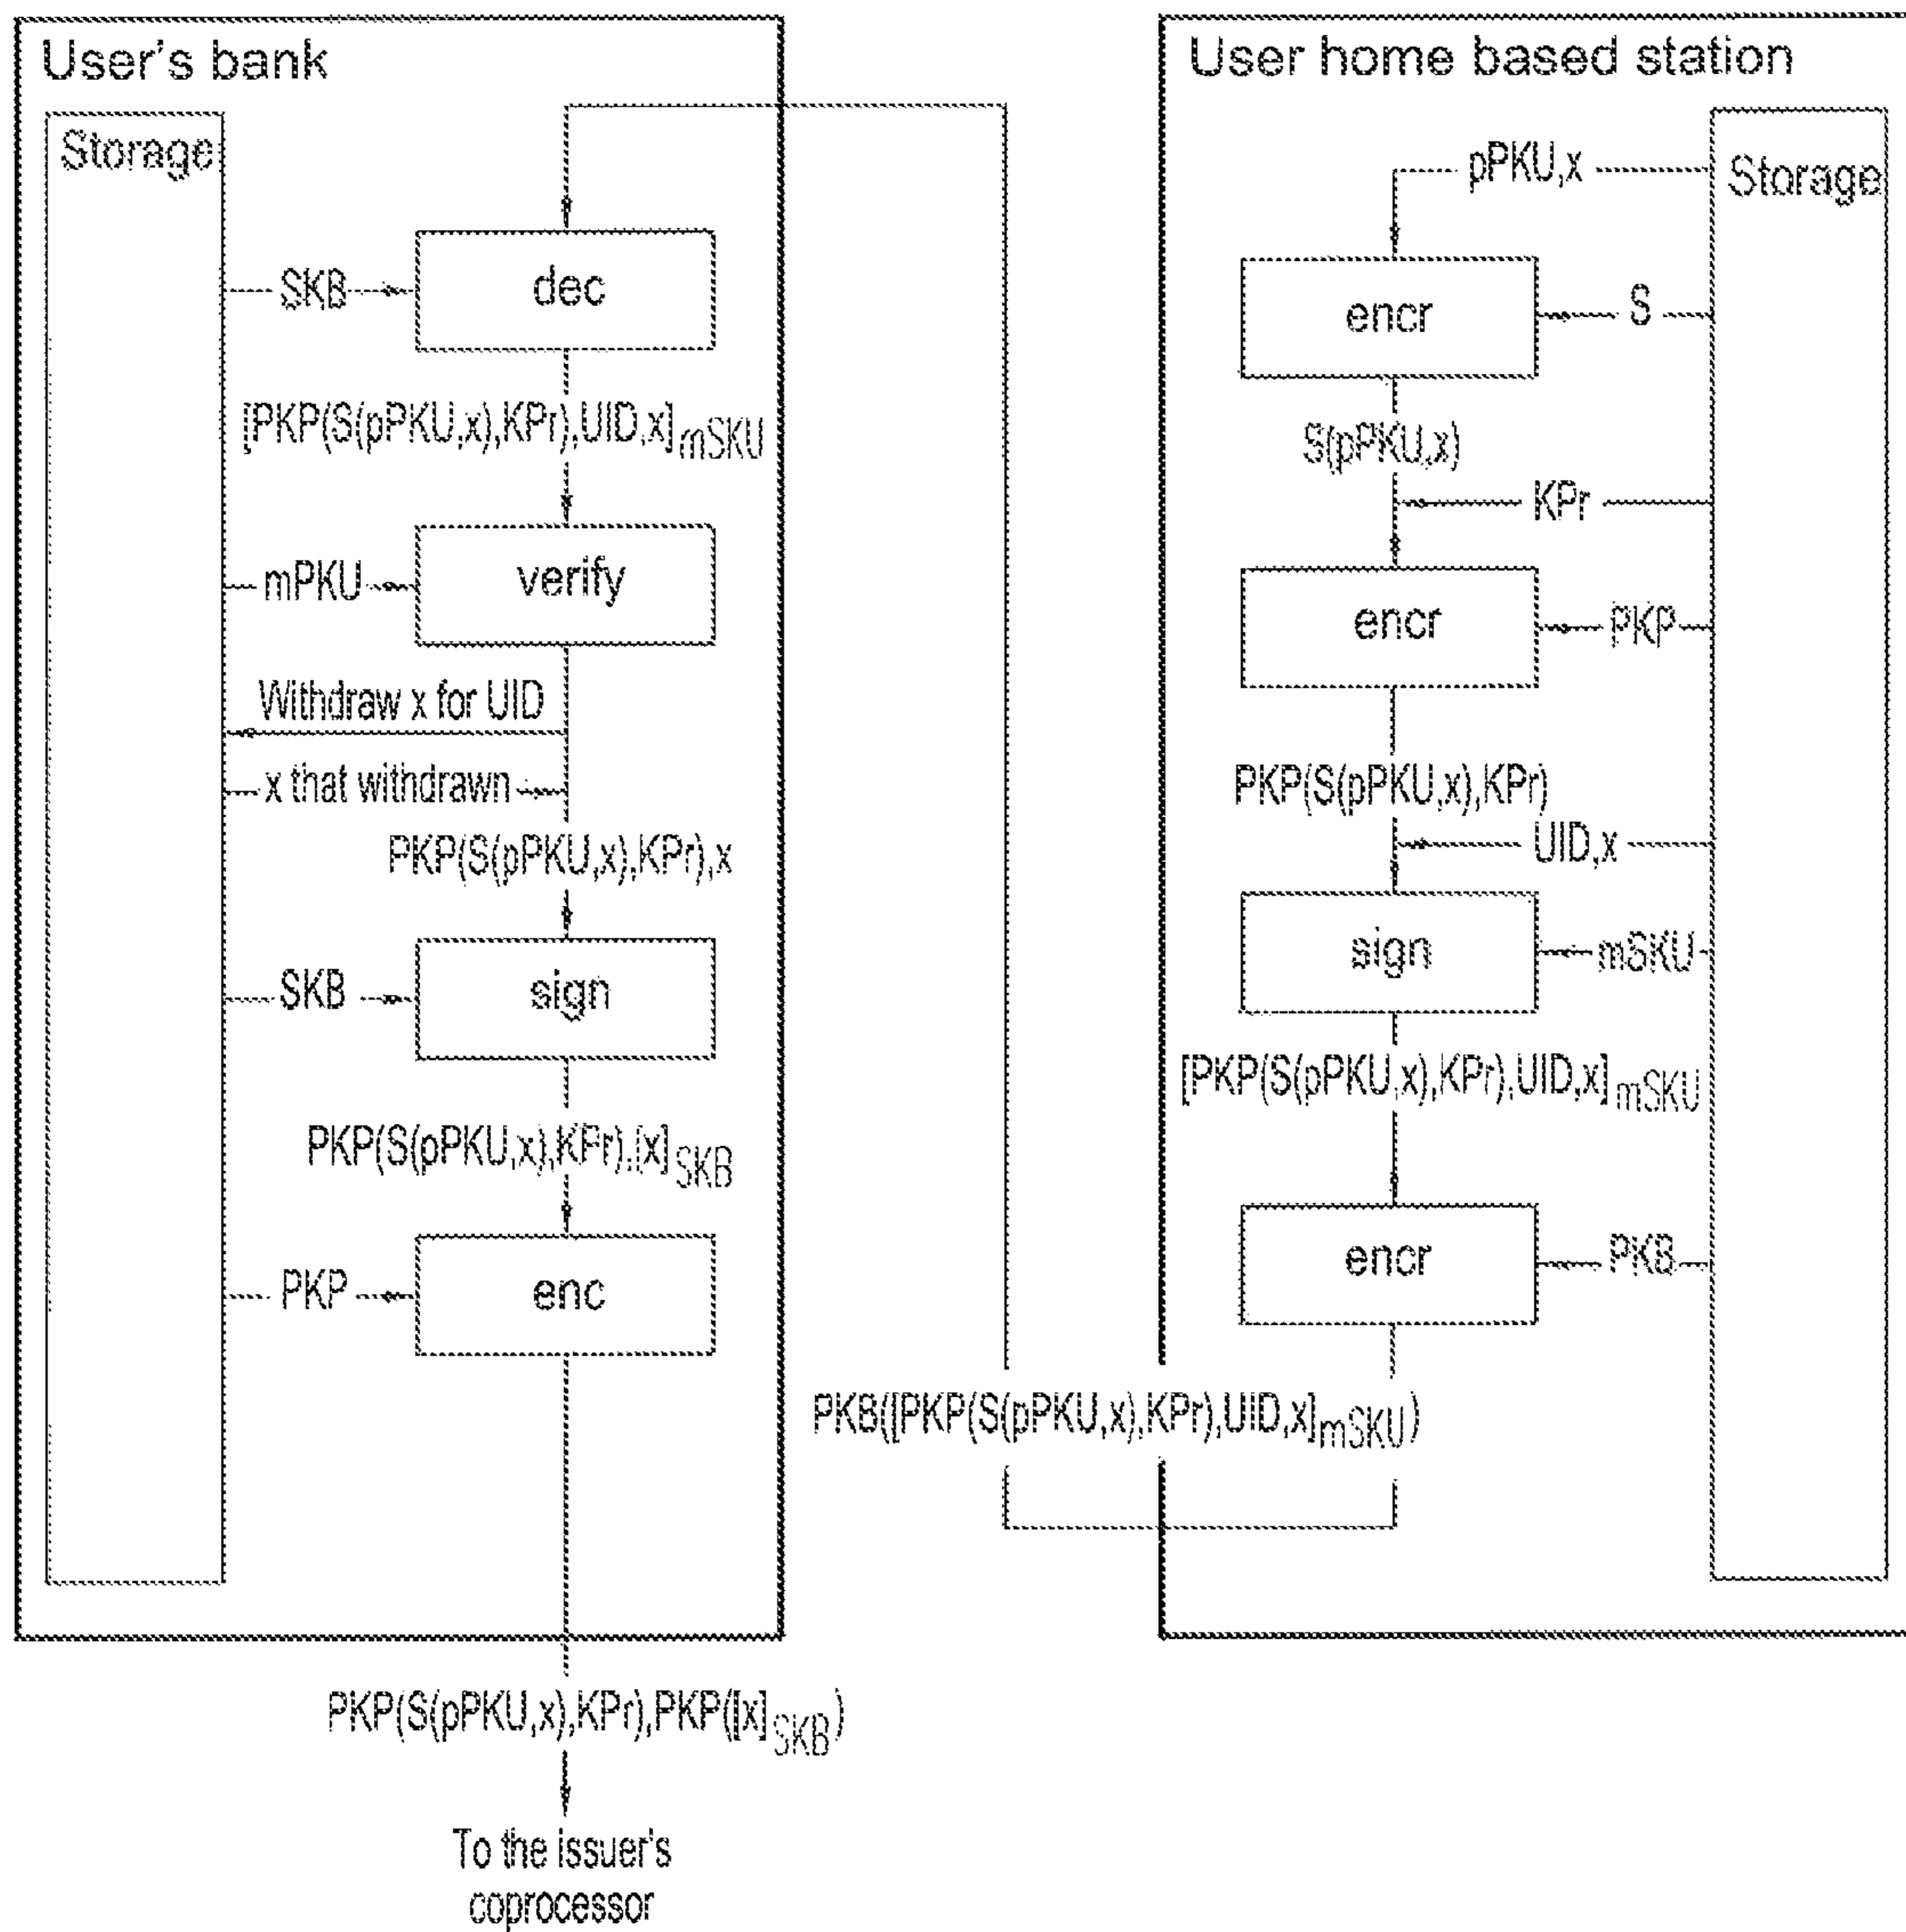 User's bank
Storage
SKB
dec
[PKP(S(pPKU,x),KPr),UID,x]mSKU
mPKU
verify
Withdraw x for UID
x that withdrawn
PKP(S(pPKU,x),KPr),x
SKB
sign
PKP(S(pPKU,x),KPr),[x]SKB
PKP
enc
PKP(S(pPKU,x),KPr),PKP([x]SKB)
To the issuer's
coprocessor
User home based station
Storage
pPKU,x
encr
S
S(pPKU,x)
KPr
encr
PKP
PKP(S(pPKU,x),KPr)
UID,x
sign
mSKU
[PKP(S(pPKU,x),KPr),UID,x]mSKU
encr
PKB
PKB([PKP(S(pPKU,x),KPr),UID,x]mSKU)